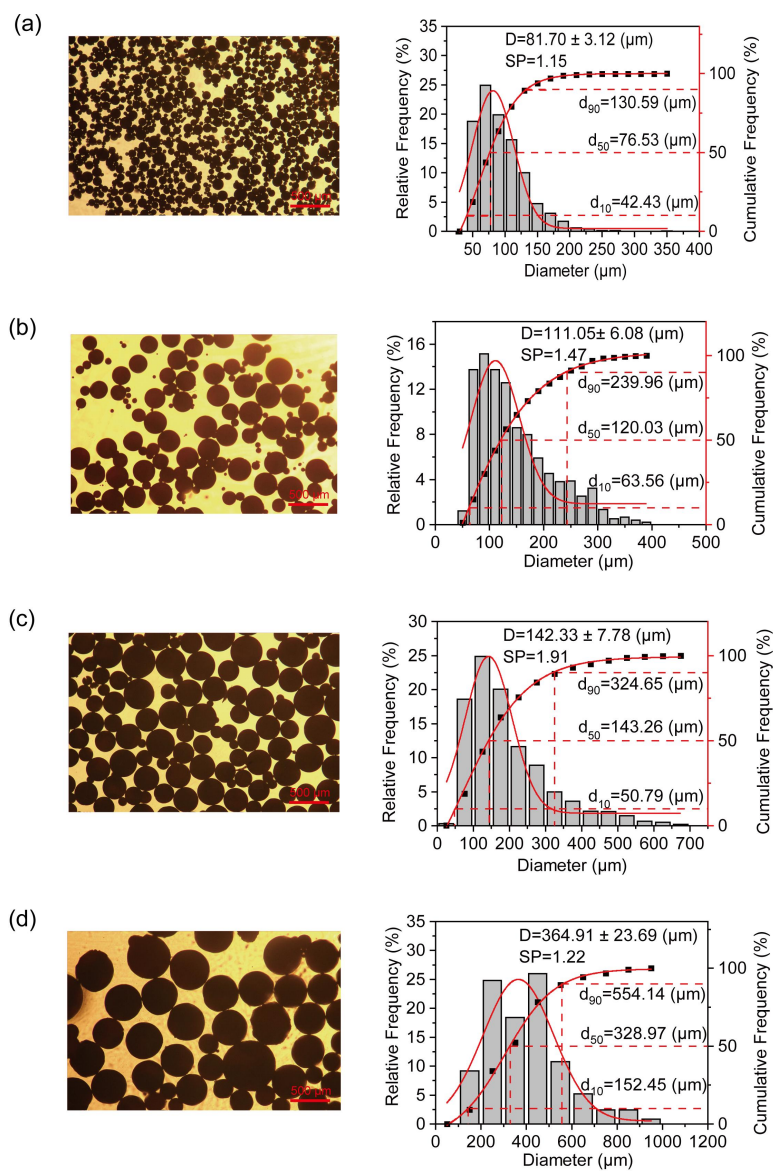 (a)
500 µm
D=81.70 ± 3.12 (µm)
SP=1.15
d90=130.59 (µm)
d50=76.53 (µm)
d10=42.43 (µm)
Relative Frequency (%)
35
30
25
20
15
10
5
0
Cumulative Frequency (%)
100
50
0
50 100 150 200 250 300 350 400
Diameter (µm)
(b)
500 µm
D=111.05± 6.08 (µm)
SP=1.47
d90=239.96 (µm)
d50=120.03 (µm)
d10=63.56 (µm)
Relative Frequency (%)
16
12
8
4
0
Cumulative Frequency (%)
100
80
60
40
20
0
0 100 200 300 400 500
Diameter (µm)
(c)
500 µm
D=142.33 ± 7.78 (µm)
SP=1.91
d90=324.65 (µm)
d50=143.26 (µm)
d10=50.79 (µm)
Relative Frequency (%)
30
25
20
15
10
5
0
Cumulative Frequency (%)
100
50
0
0 100 200 300 400 500 600 700
Diameter (µm)
(d)
500 µm
D=364.91 ± 23.69 (µm)
SP=1.22
d90=554.14 (µm)
d50=328.97 (µm)
d10=152.45 (µm)
Relative Frequency (%)
35
30
25
20
15
10
5
0
Cumulative Frequency (%)
100
50
0
0 200 400 600 800 1000 1200
Diameter (µm)